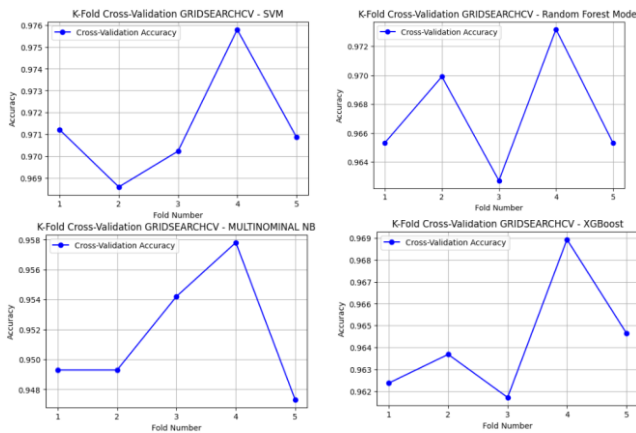 K-Fold Cross-Validation GRIDSEARCHCV - SVM
Cross-Validation Accuracy
0.976
0.975
0.974
0.973
0.972
0.971
0.970
0.969
Accuracy
1 2 3 4 5
Fold Number
K-Fold Cross-Validation GRIDSEARCHCV - Random Forest Mode
Cross-Validation Accuracy
0.972
0.970
0.968
0.966
0.964
Accuracy
1 2 3 4 5
Fold Number
K-Fold Cross-Validation GRIDSEARCHCV - MULTINOMINAL NB
Cross-Validation Accuracy
0.958
0.956
0.954
0.952
0.950
0.948
Accuracy
1 2 3 4 5
Fold Number
K-Fold Cross-Validation GRIDSEARCHCV - XGBoost
Cross-Validation Accuracy
0.969
0.968
0.967
0.966
0.965
0.964
0.963
0.962
Accuracy
1 2 3 4 5
Fold Number